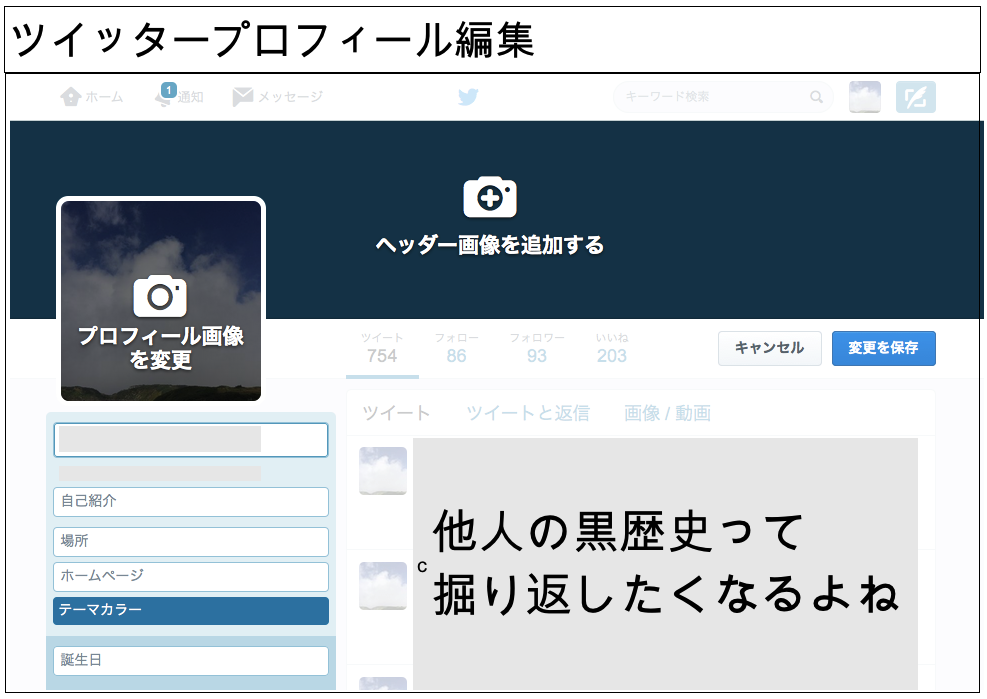 ツイッタープロフィール編集
ホーム
1
通知
メッセージ
キーワード検索
ヘッダー画像を追加する
プロフィール画像
を変更
ツイート
754
フォロー
86
フォロワー
93
いいね
203
キャンセル
変更を保存
ツイート
ツイートと返信
画像 / 動画
自己紹介
場所
ホームページ
テーマカラー
誕生日
他人の黒歴史って
c
掘り返したくなるよね